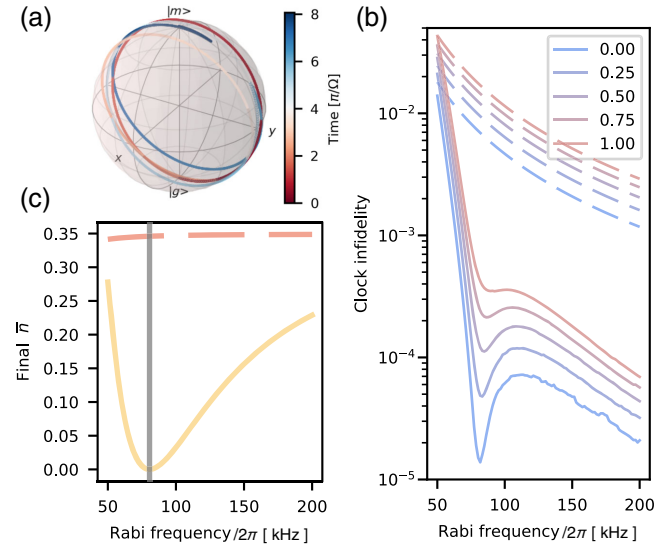 (a)
|m⟩
x
y
|g⟩
8
6
4
2
0
Time [π/Ω]
(b)
10⁻²
10⁻³
10⁻⁴
10⁻⁵
Clock infidelity
0.00
0.25
0.50
0.75
1.00
50 100 150 200
Rabi frequency/2π [ kHz ]
(c)
0.35
0.30
0.25
0.20
0.15
0.10
0.05
0.00
Final n̅
50 100 150 200
Rabi frequency/2π [ kHz ]